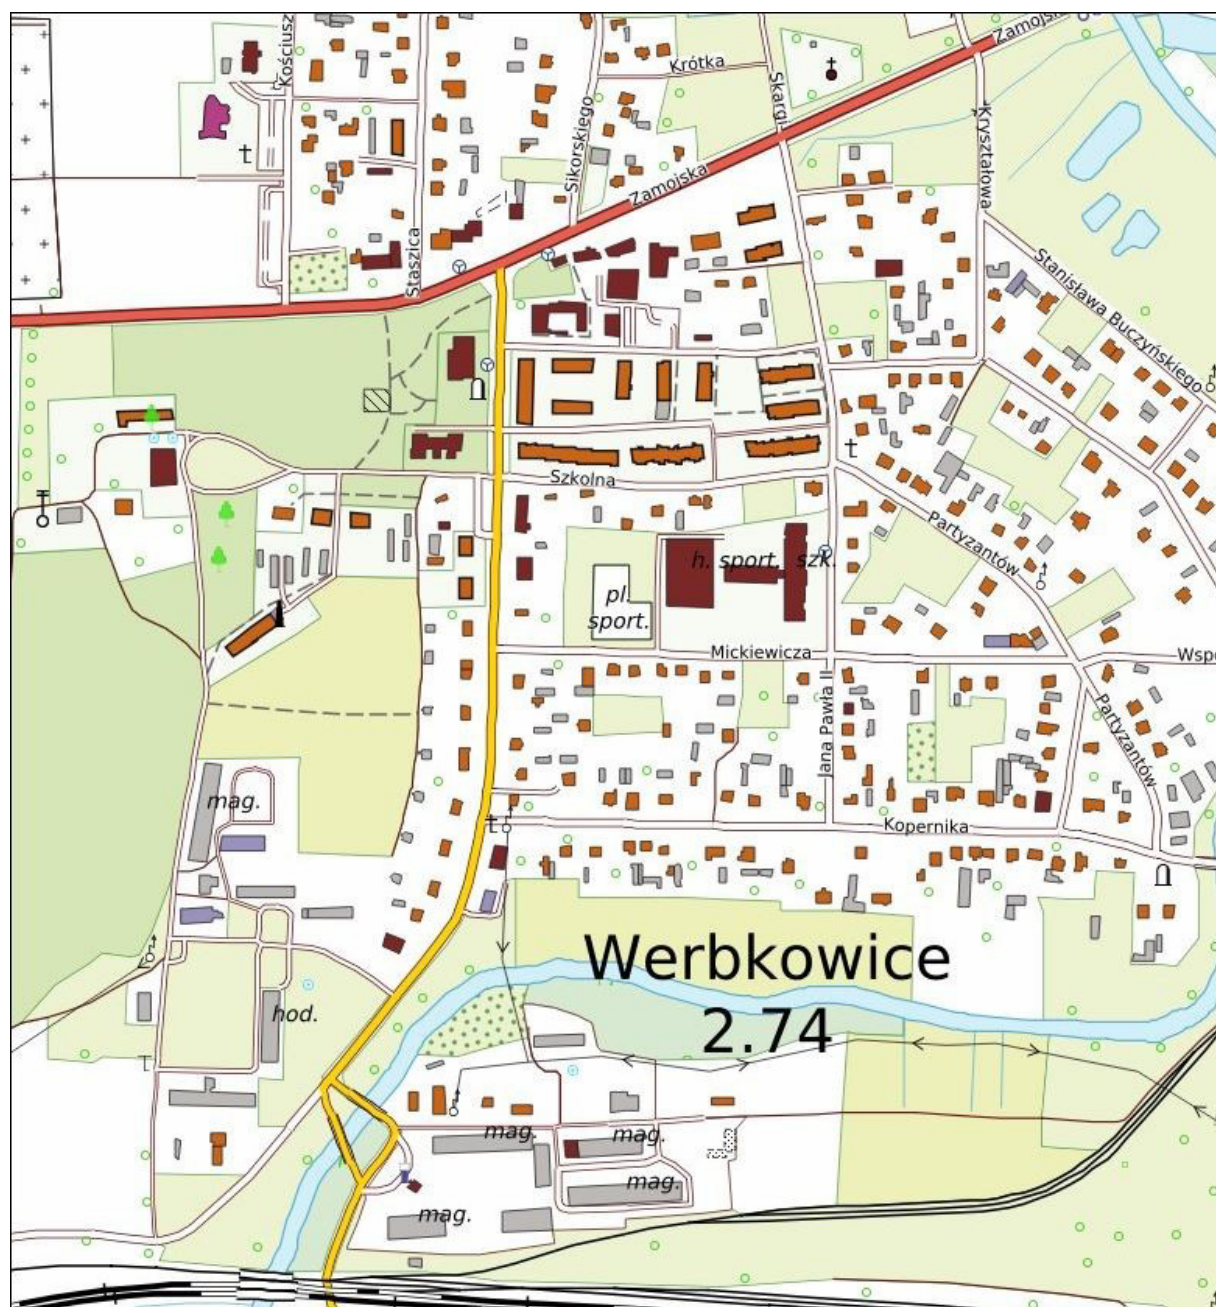 Zamojska
Kościusz
Krótka
Skargi
Sikorskiego
Kryształowa
Zamojska
Staszica
Stanisława Buczyńskiego
Szkolna
Partyzantów
h. sport.
szk.
pl.
sport.
Mickiewicza
Wspó
Jana Pawła II
Partyzantów
mag.
Kopernika
Werbkowice
2.74
hod.
mag.
mag.
mag.
mag.